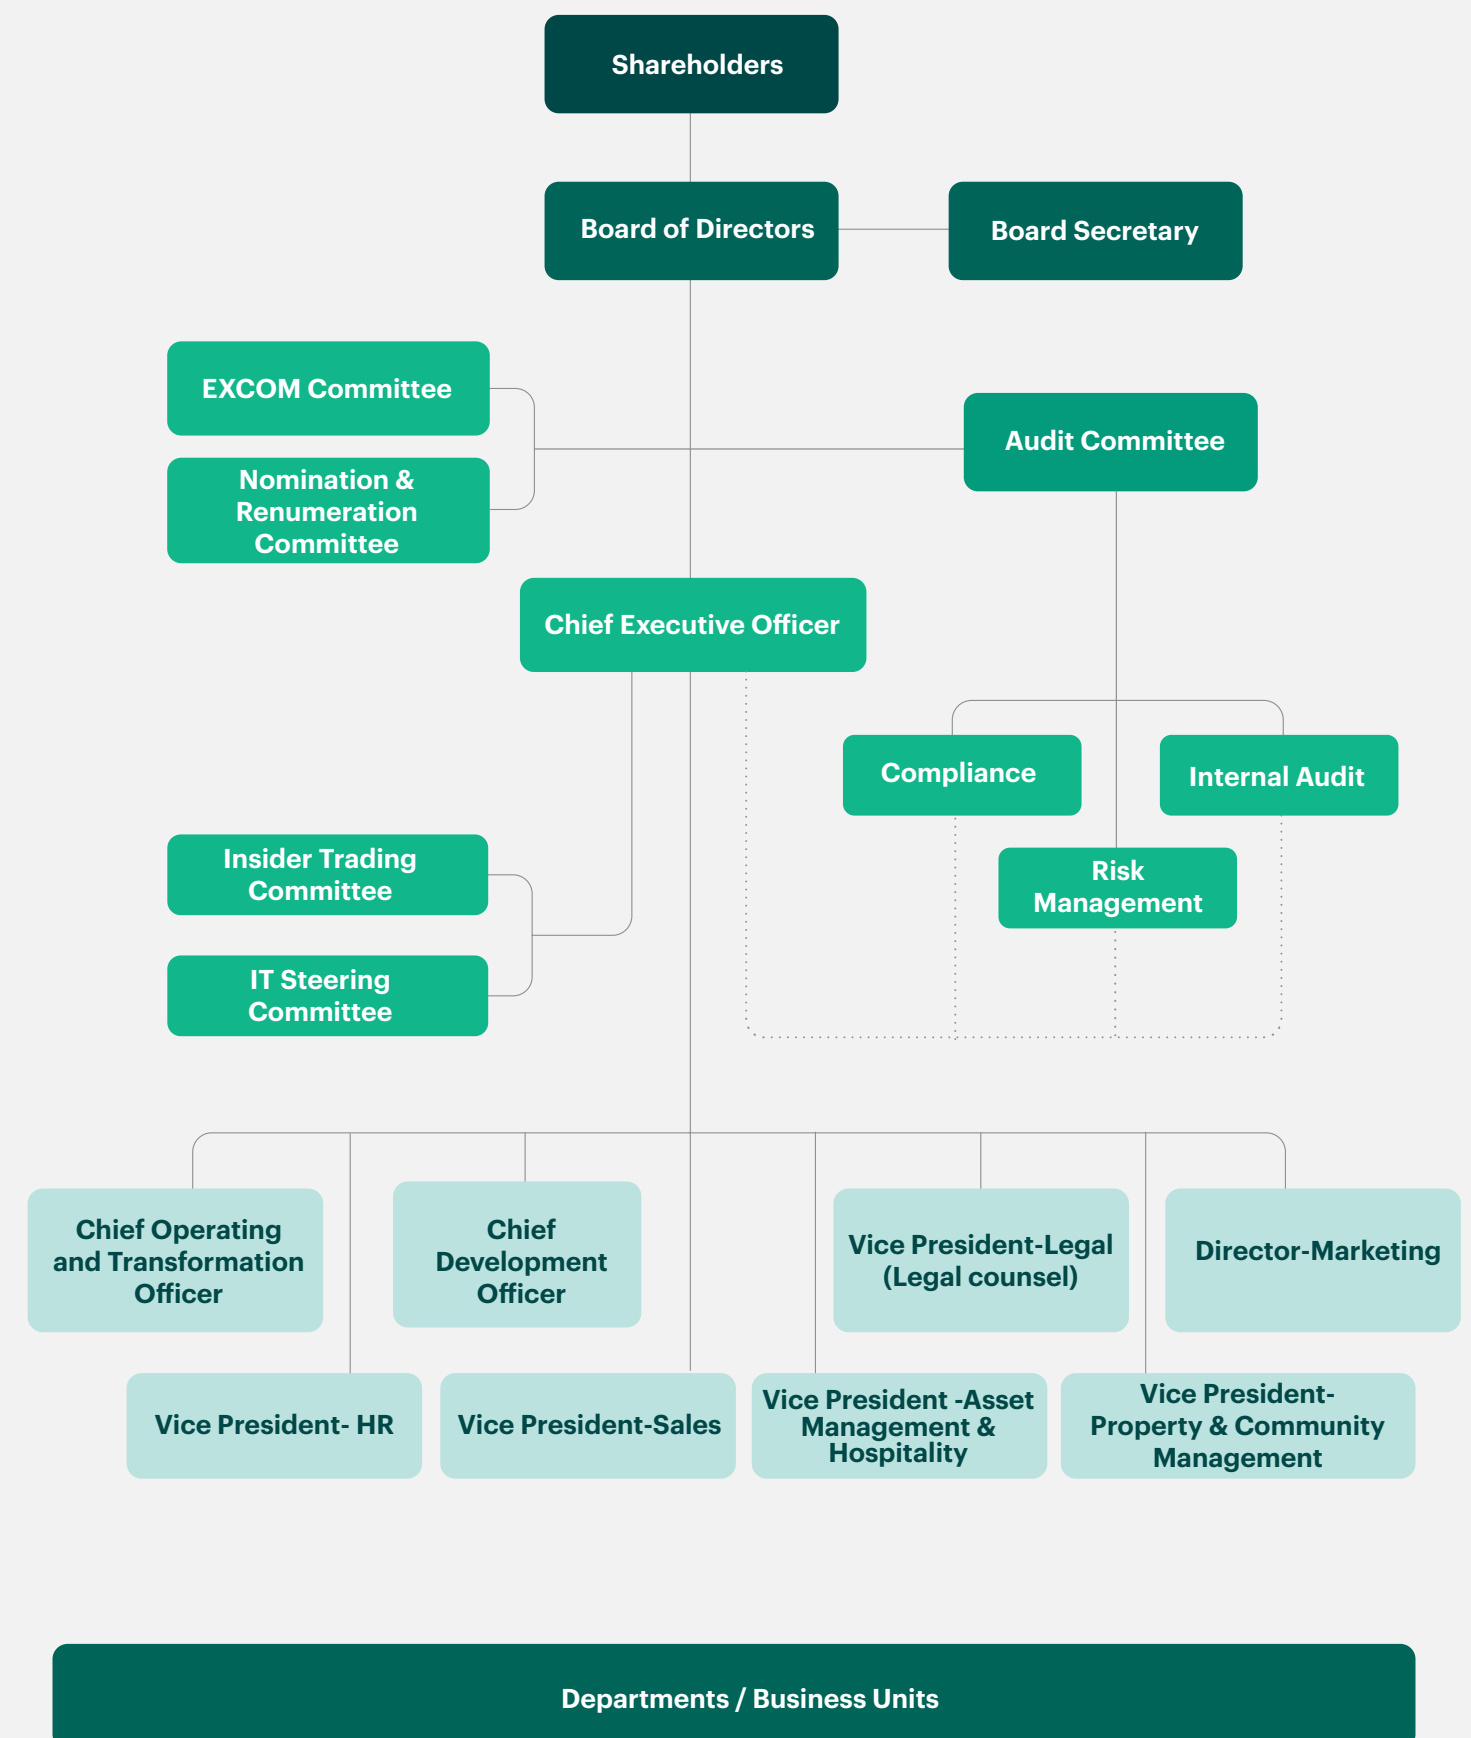 Shareholders
Board of Directors
Board Secretary
EXCOM Committee
Audit Committee
Nomination &
Renumeration
Committee
Chief Executive Officer
Compliance
Internal Audit
Insider Trading
Committee
Risk
Management
IT Steering
Committee
Chief Operating
and Transformation
Officer
Chief
Development
Officer
Vice President-Legal
(Legal counsel)
Director-Marketing
Vice President- HR
Vice President-Sales
Vice President -Asset
Management &
Hospitality
Vice President-
Property & Community
Management
Departments / Business Units